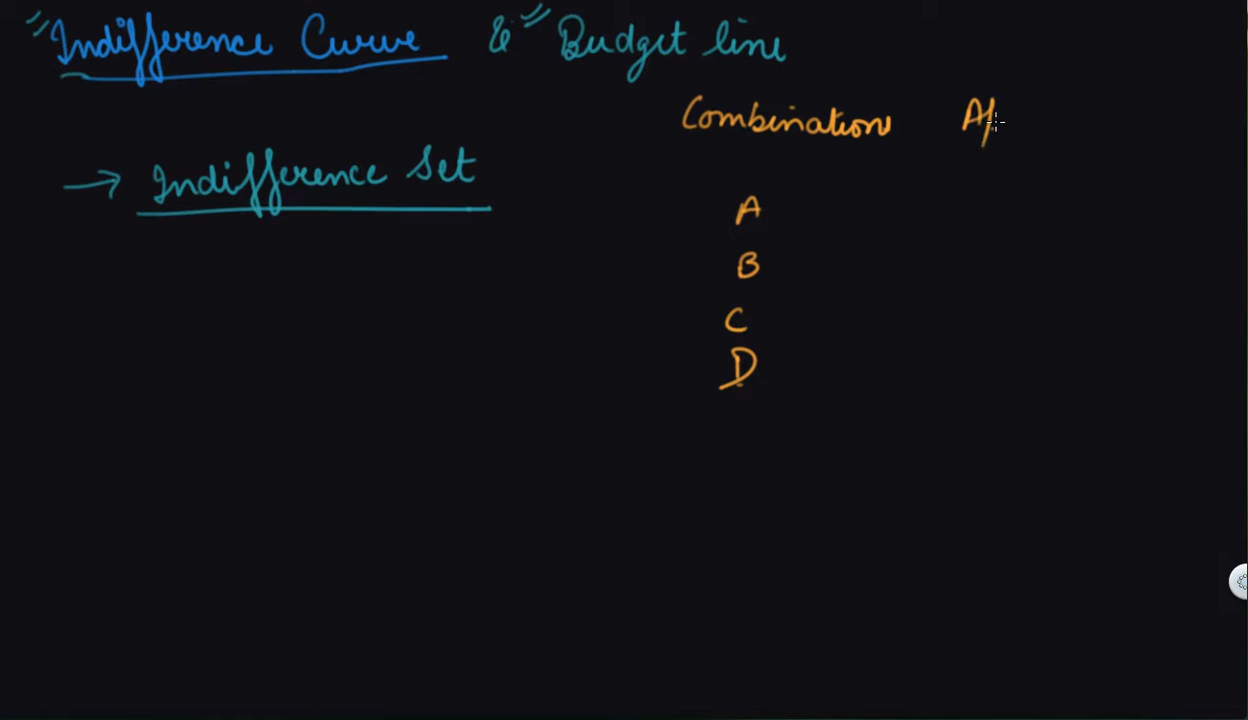 "Indifference Curve & " Budget line
Combination
→ Indifference Set
A
B
C
D